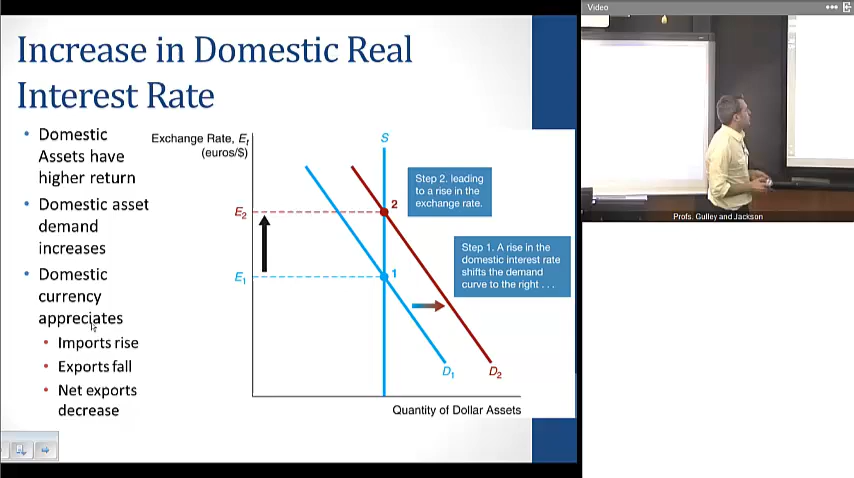 Increase in Domestic Real
Interest Rate
• Domestic
Assets have
higher return
• Domestic asset
demand
increases
• Domestic
currency
appreciates
• Imports rise
• Exports fall
• Net exports
decrease
Exchange Rate, Et
(euros/$)
S
Step 2. leading
to a rise in the
exchange rate.
2
E2
Step 1. A rise in the
domestic interest rate
shifts the demand
curve to the right . . .
1
E1
D1
D2
Quantity of Dollar Assets
Video
Profs. Gulley and Jackson